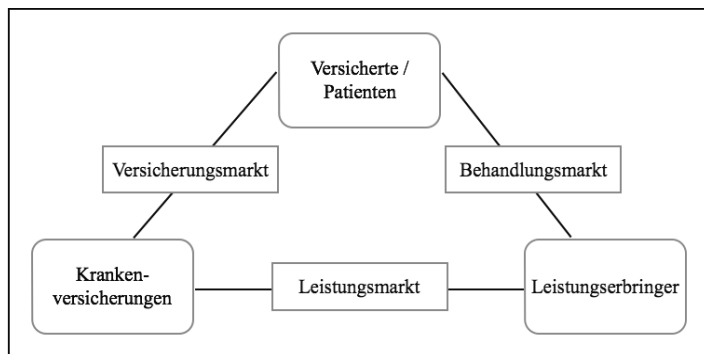 Versicherte /
Patienten
Versicherungsmarkt
Behandlungsmarkt
Kranken-
versicherungen
Leistungsmarkt
Leistungserbringer